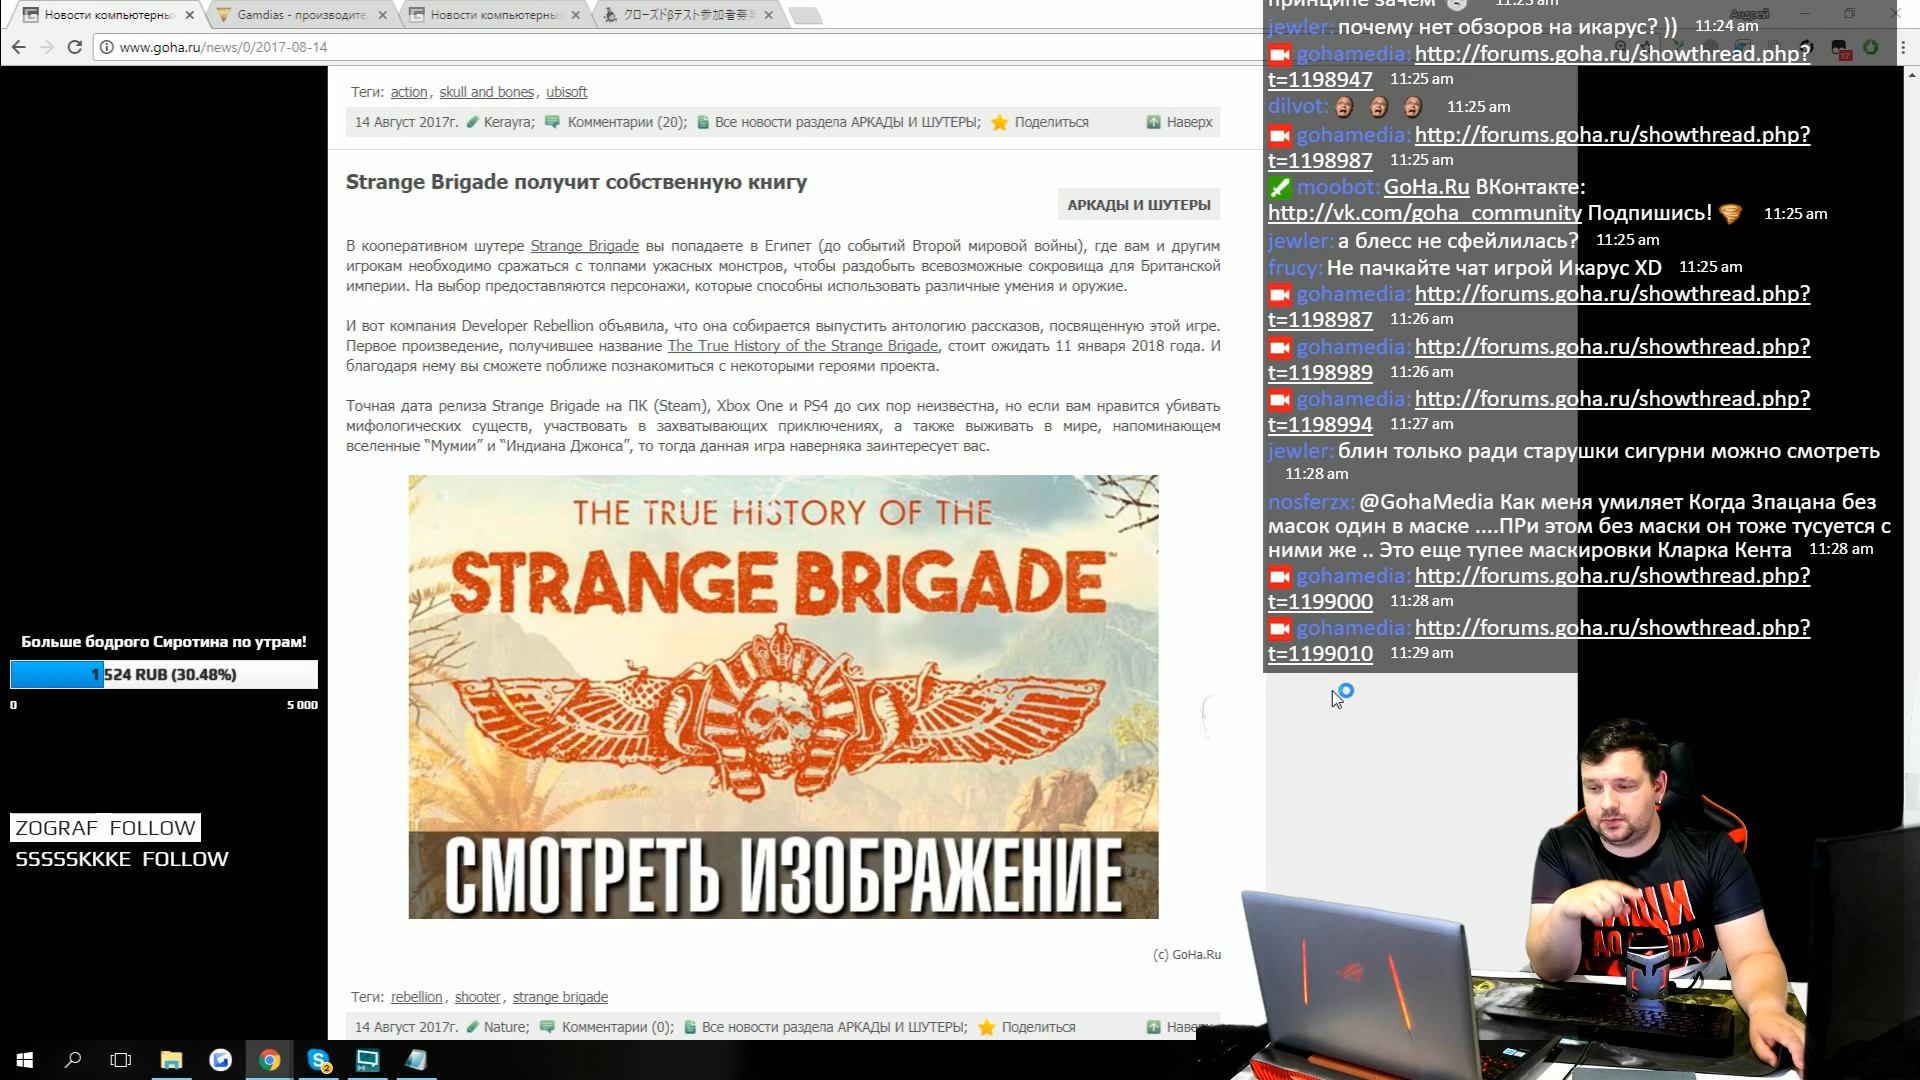 Новости компьютерны
Gamdias - производите
Новости компьютерны
クローズドβテスト参加者募
Андрей
www.goha.ru/news/0/2017-08-14
Теги: action, skull and bones, ubisoft
14 Август 2017г. Kerayra; Комментарии (20); Все новости раздела АРКАДЫ И ШУТЕРЫ; Поделиться Наверх
Strange Brigade получит собственную книгу
АРКАДЫ И ШУТЕРЫ
В кооперативном шутере Strange Brigade вы попадаете в Египет (до событий Второй мировой войны), где вам и другим
игрокам необходимо сражаться с толпами ужасных монстров, чтобы раздобыть всевозможные сокровища для Британской
империи. На выбор предоставляются персонажи, которые способны использовать различные умения и оружие.
И вот компания Developer Rebellion объявила, что она собирается выпустить антологию рассказов, посвященную этой игре.
Первое произведение, получившее название The True History of the Strange Brigade, стоит ожидать 11 января 2018 года. И
благодаря нему вы сможете поближе познакомиться с некоторыми героями проекта.
Точная дата релиза Strange Brigade на ПК (Steam), Xbox One и PS4 до сих пор неизвестна, но если вам нравится убивать
мифологических существ, участвовать в захватывающих приключениях, а также выживать в мире, напоминающем
вселенные “Мумии” и “Индиана Джонса”, то тогда данная игра наверняка заинтересует вас.
THE TRUE HISTORY OF THE
STRANGE BRIGADE™
СМОТРЕТЬ ИЗОБРАЖЕНИЕ
(c) GoHa.Ru
Теги: rebellion, shooter, strange brigade
14 Август 2017г. Nature; Комментарии (0); Все новости раздела АРКАДЫ И ШУТЕРЫ; Поделиться Наверх
Больше бодрого Сиротина по утрам!
1 524 RUB (30.48%)
0 5 000
ZOGRAF FOLLOW
SSSSSKKKE FOLLOW
принципе зачем 11:23 am
jewler: почему нет обзоров на икарус? )) 11:24 am
gohamedia: http://forums.goha.ru/showthread.php?
t=1198947 11:25 am
dilvot: 11:25 am
gohamedia: http://forums.goha.ru/showthread.php?
t=1198987 11:25 am
moobot: GoHa.Ru ВКонтакте:
http://vk.com/goha_community Подпишись! 11:25 am
jewler: а блесс не сфейлилась? 11:25 am
frucy: Не пачкайте чат игрой Икарус XD 11:25 am
gohamedia: http://forums.goha.ru/showthread.php?
t=1198987 11:26 am
gohamedia: http://forums.goha.ru/showthread.php?
t=1198989 11:26 am
gohamedia: http://forums.goha.ru/showthread.php?
t=1198994 11:27 am
jewler: блин только ради старушки сигурни можно смотреть
11:28 am
nosferzx: @GohaMedia Как меня умиляет Когда 3пацана без
масок один в маске ....ПРи этом без маски он тоже тусуется с
ними же .. Это еще тупее маскировки Кларка Кента 11:28 am
gohamedia: http://forums.goha.ru/showthread.php?
t=1199000 11:28 am
gohamedia: http://forums.goha.ru/showthread.php?
t=1199010 11:29 am